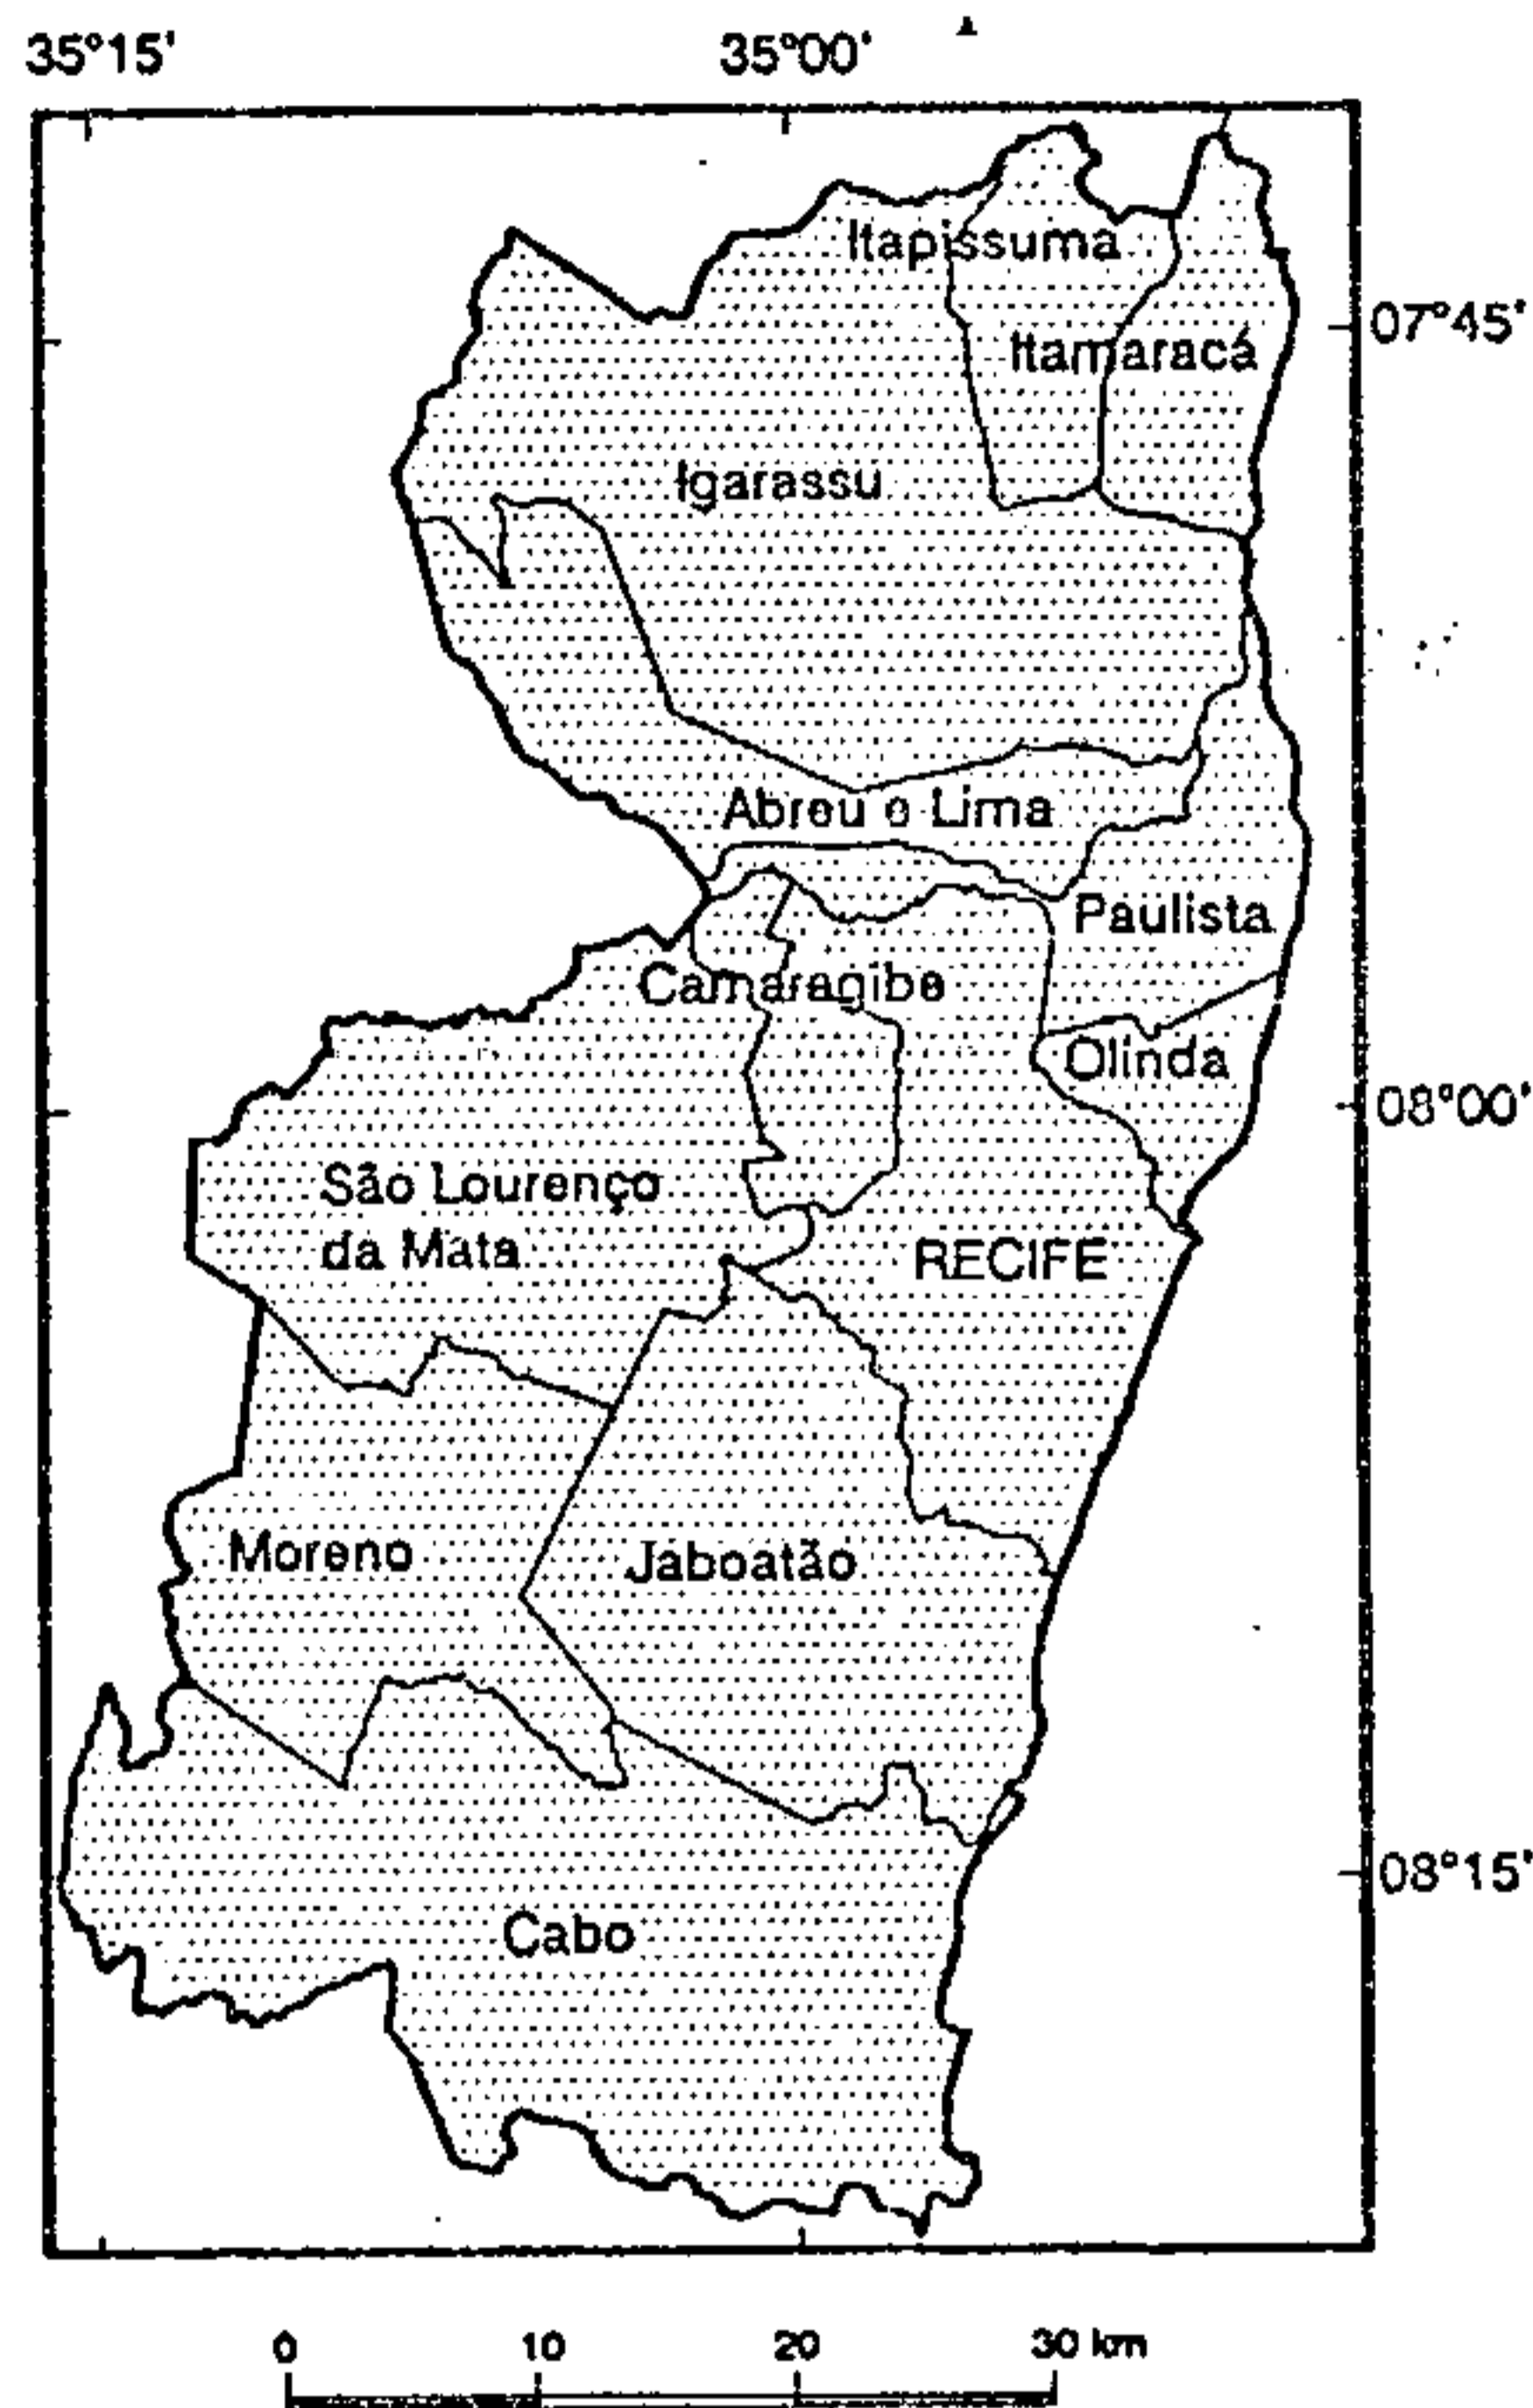 35°15' 35°00'
Itapissuma
07°45'
Itamaracá
Igarassu
Abreu e Lima
Paulista
Camaragibe
Olinda
08°00'
São Lourenço
da Mata
RECIFE
Moreno
Jaboatão
08°15'
Cabo
0 10 20 30 km